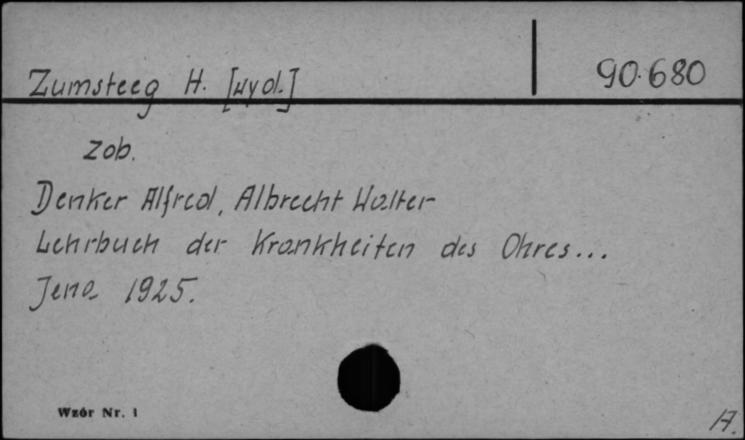 Zumsteeg H. [wyd.] 90.680
zob.
Denker Alfred, Albrecht Walter
Lehrbuch der Krankheiten des Ohres...
Jena 1925.
Wzór Nr. 1
A.